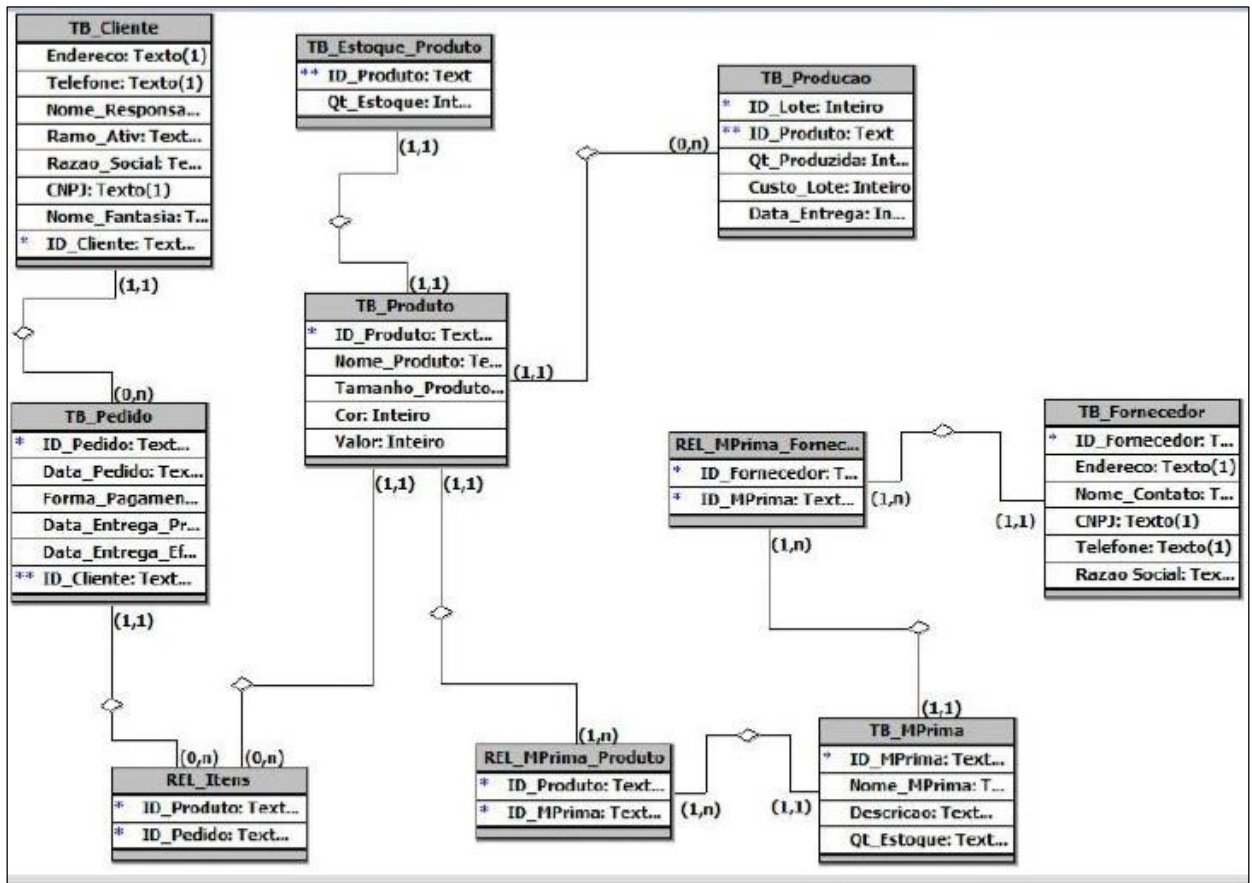 TB_Cliente
Endereco: Texto(1)
Telefone: Texto(1)
Nome_Responsa...
Ramo_Ativ: Text...
Razao_Social: Te...
CNPJ: Texto(1)
Nome_Fantasia: T...
* ID_Cliente: Text...
(1,1)
(0,n)
TB_Pedido
* ID_Pedido: Text...
Data_Pedido: Tex...
Forma_Pagamen...
Data_Entrega_Pr...
Data_Entrega_Ef...
** ID_Cliente: Text...
(1,1)
(0,n)
(0,n)
REL_Itens
* ID_Produto: Text...
* ID_Pedido: Text...
TB_Estoque_Produto
** ID_Produto: Text
Qt_Estoque: Int...
(1,1)
(1,1)
TB_Produto
* ID_Produto: Text...
Nome_Produto: Te...
Tamanho_Produto...
Cor: Inteiro
Valor: Inteiro
(1,1)
(1,1)
(1,1)
(0,n)
TB_Producao
* ID_Lote: Inteiro
** ID_Produto: Text
Qt_Produzida: Int...
Custo_Lote: Inteiro
Data_Entrega: In...
REL_MPrima_Fornec...
* ID_Fornecedor: T...
* ID_MPrima: Text...
(1,n)
(1,n)
(1,1)
TB_Fornecedor
* ID_Fornecedor: T...
Endereco: Texto(1)
Nome_Contato: T...
CNPJ: Texto(1)
Telefone: Texto(1)
Razao Social: Tex...
(1,n)
REL_MPrima_Produto
* ID_Produto: Text...
* ID_MPrima: Text...
(1,n)
(1,1)
(1,1)
TB_MPrima
* ID_MPrima: Text...
Nome_MPrima: T...
Descricao: Text...
Qt_Estoque: Text...